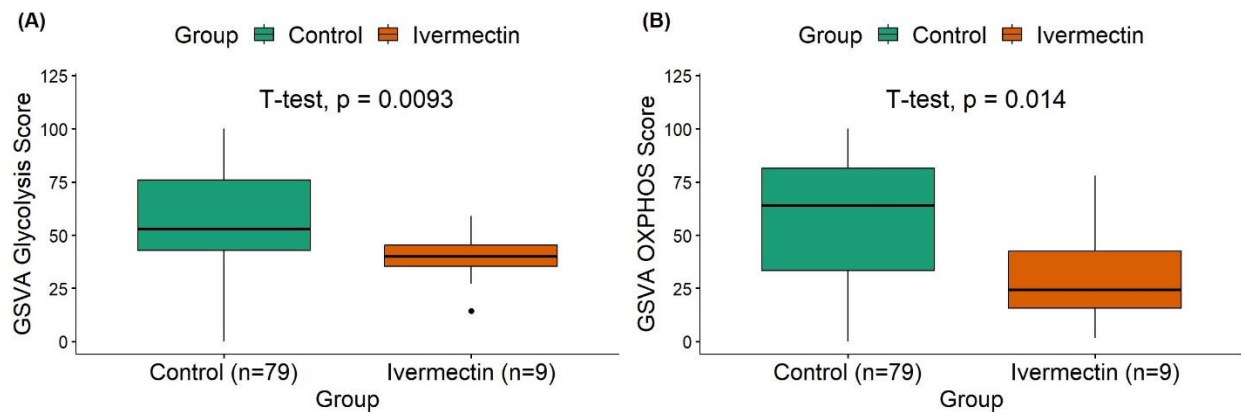 (A)
Group Control Ivermectin
T-test, p = 0.0093
GSVA Glycolysis Score
125
100
75
50
25
0
Control (n=79) Ivermectin (n=9)
Group
(B)
Group Control Ivermectin
T-test, p = 0.014
GSVA OXPHOS Score
125
100
75
50
25
0
Control (n=79) Ivermectin (n=9)
Group